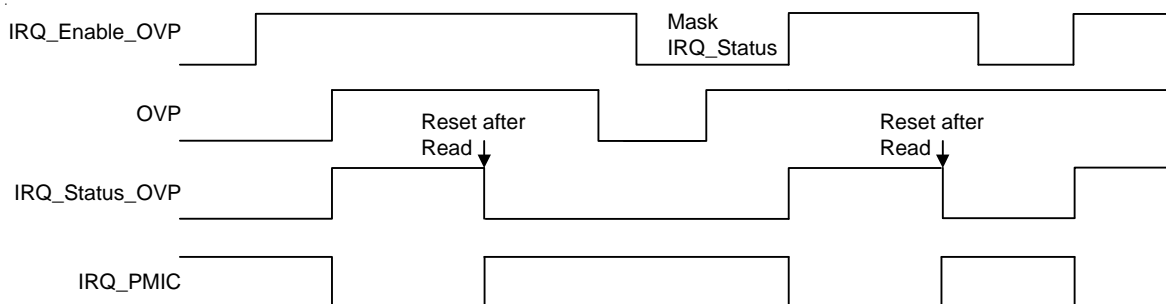 IRQ_Enable_OVP
Mask
IRQ_Status
OVP
Reset after
Read
Reset after
Read
IRQ_Status_OVP
IRQ_PMIC